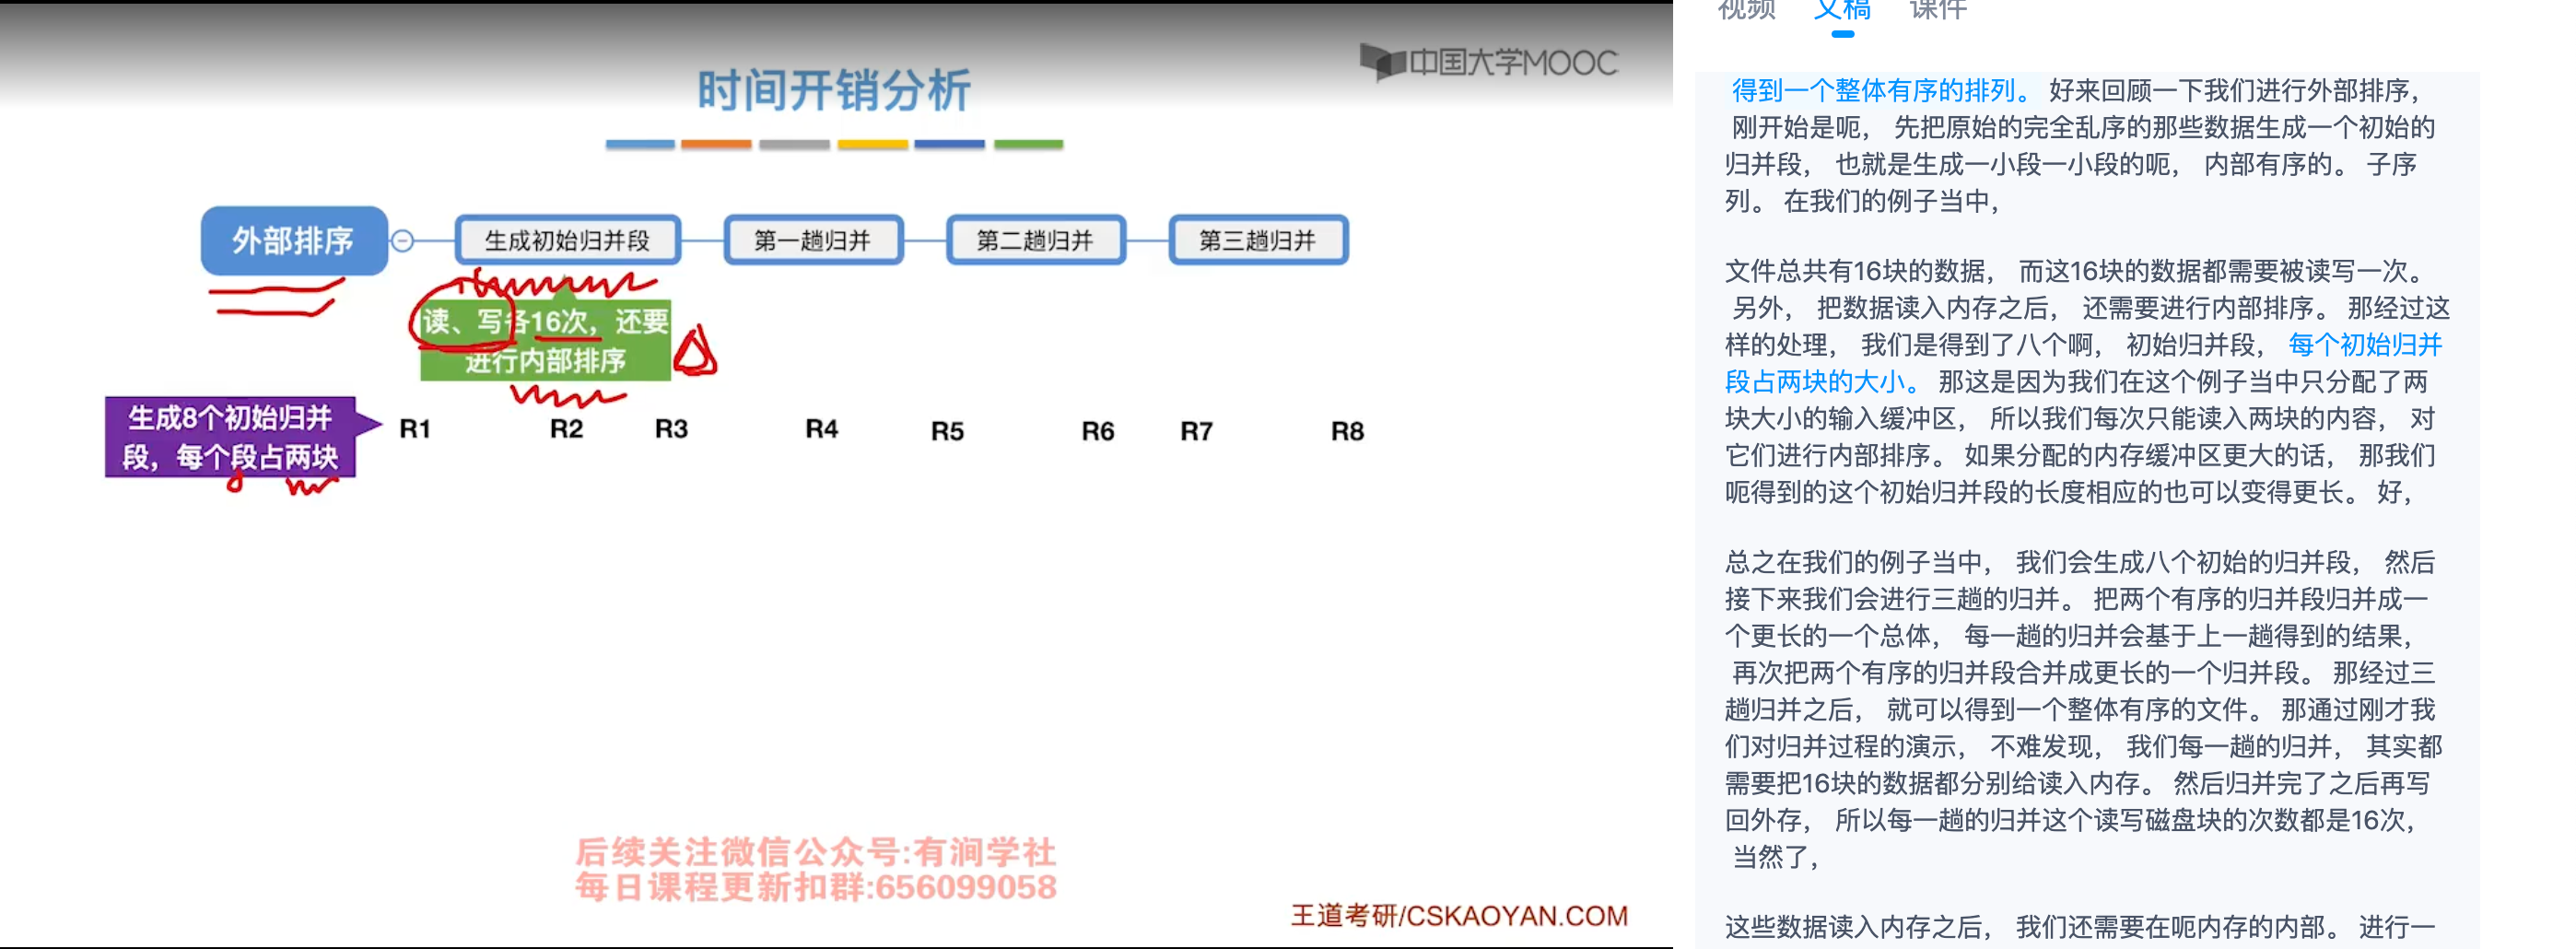 中国大学MOOC
时间开销分析
外部排序
生成初始归并段
第一趟归并
第二趟归并
第三趟归并
读、写各16次，还要
进行内部排序
生成8个初始归并
段，每个段占两块
R1 R2 R3 R4 R5 R6 R7 R8
后续关注微信公众号:有涧学社
每日课程更新扣群:656099058
王道考研/CSKAOYAN.COM
视频 文稿 课件
得到一个整体有序的排列。 好来回顾一下我们进行外部排序，
刚开始是呃， 先把原始的完全乱序的那些数据生成一个初始的
归并段， 也就是生成一小段一小段的呃， 内部有序的。 子序
列。 在我们的例子当中，
文件总共有16块的数据， 而这16块的数据都需要被读写一次。
另外， 把数据读入内存之后， 还需要进行内部排序。 那经过这
样的处理， 我们是得到了八个啊， 初始归并段， 每个初始归并
段占两块的大小。 那这是因为我们在这个例子当中只分配了两
块大小的输入缓冲区， 所以我们每次只能读入两块的内容， 对
它们进行内部排序。 如果分配的内存缓冲区更大的话， 那我们
呃得到的这个初始归并段的长度相应的也可以变得更长。 好，
总之在我们的例子当中， 我们会生成八个初始的归并段， 然后
接下来我们会进行三趟的归并。 把两个有序的归并段归并成一
个更长的一个总体， 每一趟的归并会基于上一趟得到的结果，
再次把两个有序的归并段合并成更长的一个归并段。 那经过三
趟归并之后， 就可以得到一个整体有序的文件。 那通过刚才我
们对归并过程的演示， 不难发现， 我们每一趟的归并， 其实都
需要把16块的数据都分别给读入内存。 然后归并完了之后再写
回外存， 所以每一趟的归并这个读写磁盘块的次数都是16次，
当然了，
这些数据读入内存之后， 我们还需要在呃内存的内部。 进行一